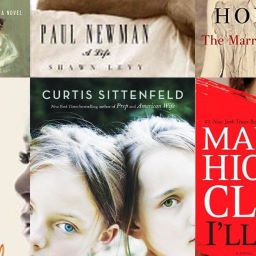 A NOVEL
PAUL NEWMAN
A Life
SHAWN LEVY
HO
The Marr
CURTIS SITTENFELD
New York Times bestselling author of Prep and American Wife
MA
HIG
CL
I'LL